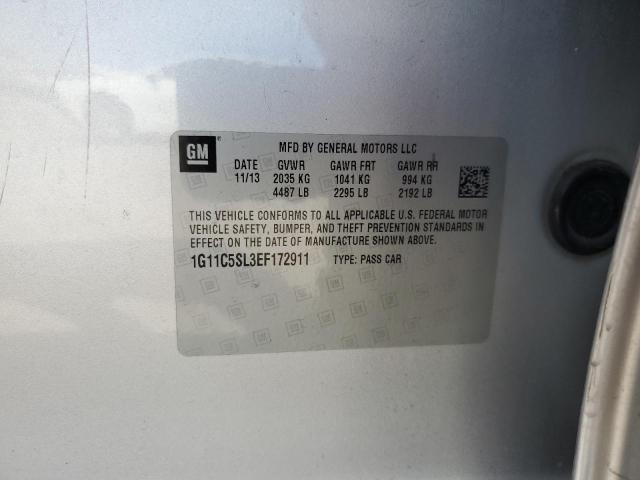 GM
MFD BY GENERAL MOTORS LLC
DATE GVWR GAWR FRT GAWR RR
11/13 2035 KG 1041 KG 994 KG
4487 LB 2295 LB 2192 LB
THIS VEHICLE CONFORMS TO ALL APPLICABLE U.S. FEDERAL MOTOR
VEHICLE SAFETY, BUMPER, AND THEFT PREVENTION STANDARDS IN
EFFECT ON THE DATE OF MANUFACTURE SHOWN ABOVE.
1G11C5SL3EF172911 TYPE: PASS CAR